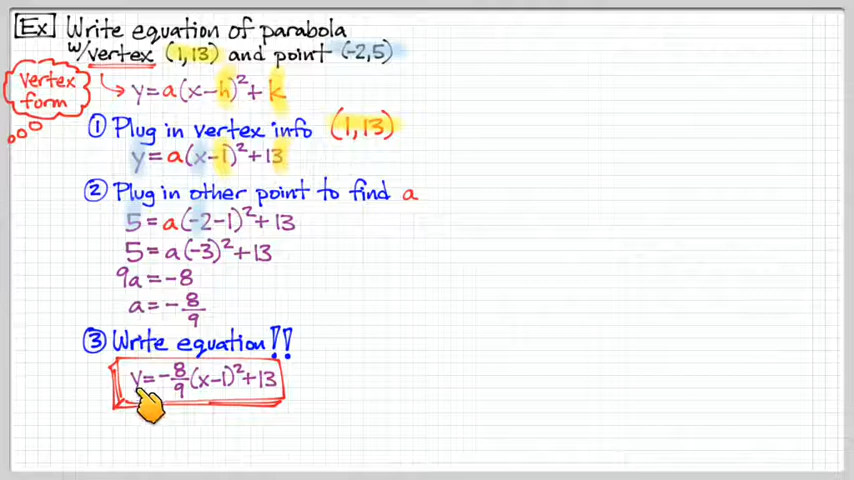 Ex Write equation of parabola
w/vertex (1,13) and point (-2,5)
Vertex
form
y=a(x-h)²+k
① Plug in vertex info (1,13)
y=a(x-1)²+13
② Plug in other point to find a
5=a(-2-1)²+13
5=a(-3)²+13
9a=-8
a=-8/9
③ Write equation!!
y=-8/9(x-1)²+13